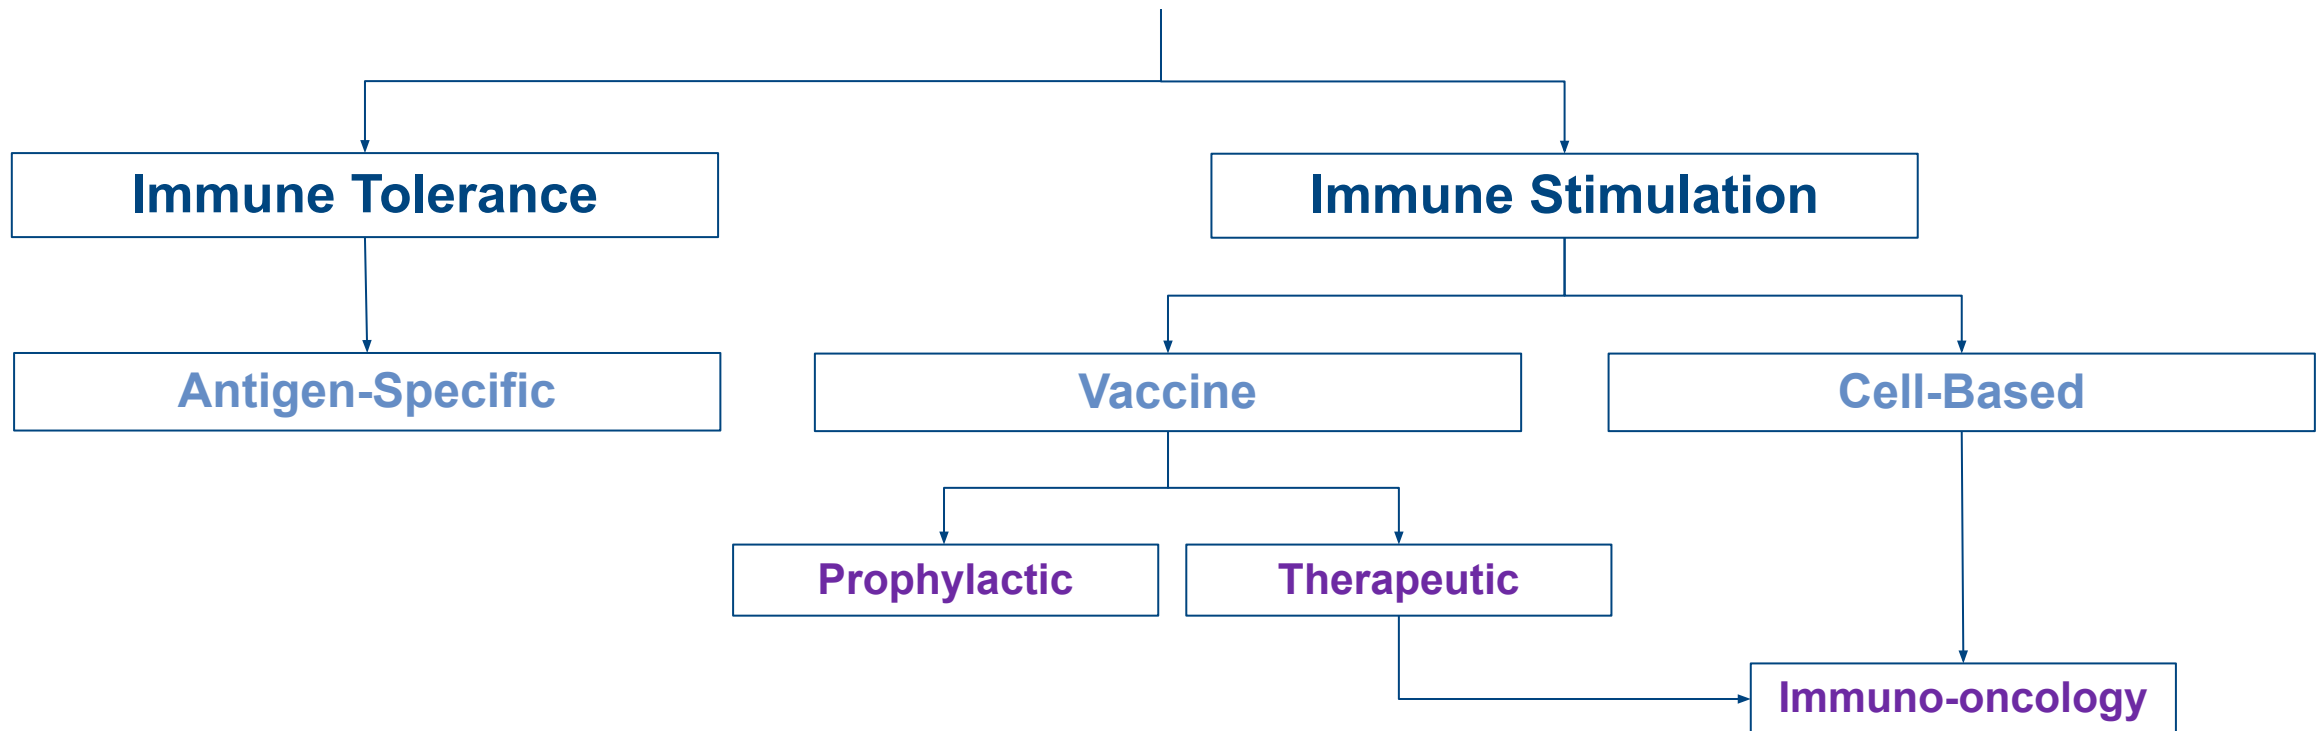 Immune Tolerance
Immune Stimulation
Antigen-Specific
Vaccine
Cell-Based
Prophylactic
Therapeutic
Immuno-oncology